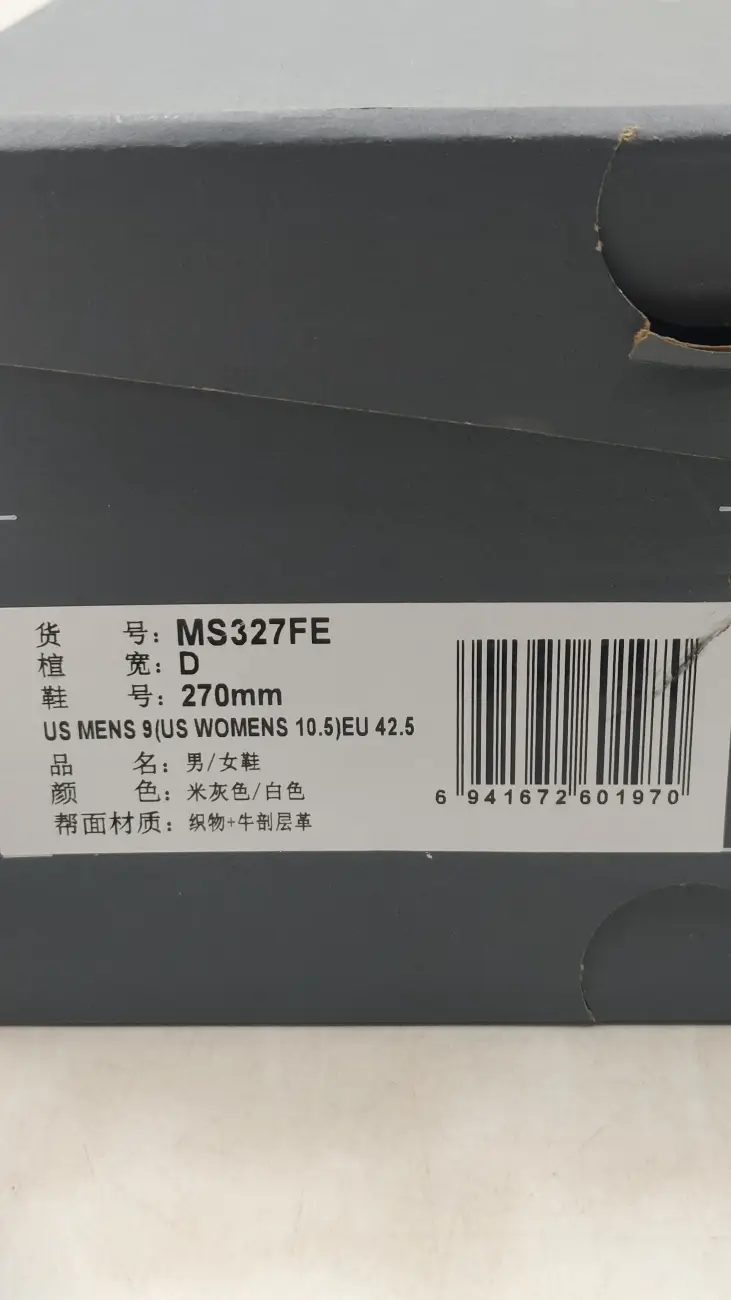 货 号：MS327FE
楦 宽：D
鞋 号：270mm
US MENS 9(US WOMENS 10.5)EU 42.5
品 名：男/女鞋
颜 色：米灰色/白色
帮面材质：织物+牛剖层革
6 941672 601970